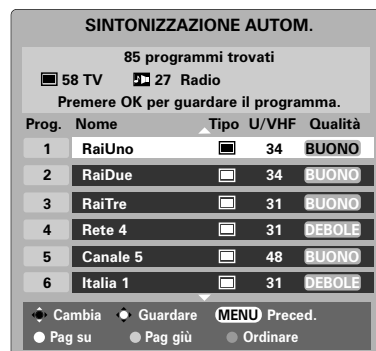 SINTONIZZAZIONE AUTOM.
85 programmi trovati
58 TV 27 Radio
Premere OK per guardare il programma.
Prog. Nome Tipo U/VHF Qualità
1 RaiUno 34 BUONO
2 RaiDue 34 BUONO
3 RaiTre 31 BUONO
4 Rete 4 31 DEBOLE
5 Canale 5 48 BUONO
6 Italia 1 31 DEBOLE
Cambia Guardare MENU Preced.
Pag su Pag giù Ordinare